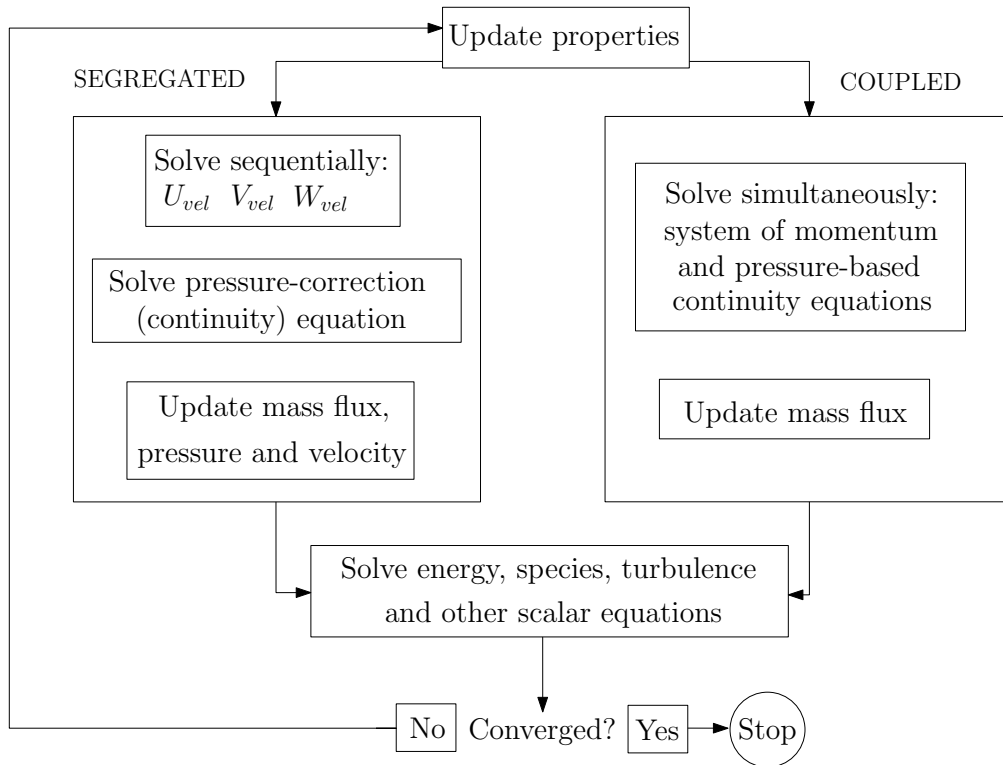 Update properties
SEGREGATED
COUPLED
Solve sequentially:
U_vel V_vel W_vel
Solve pressure-correction
(continuity) equation
Update mass flux,
pressure and velocity
Solve simultaneously:
system of momentum
and pressure-based
continuity equations
Update mass flux
Solve energy, species, turbulence
and other scalar equations
No Converged? Yes Stop